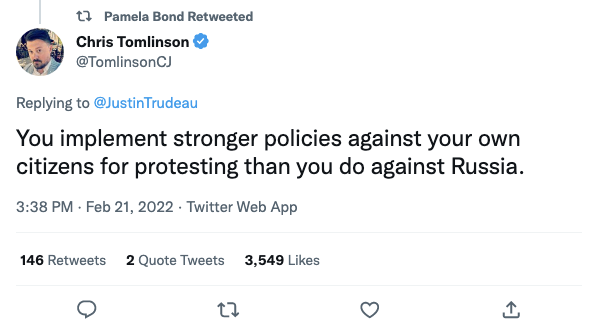 Pamela Bond Retweeted
Chris Tomlinson
@TomlinsonCJ
Replying to @JustinTrudeau
You implement stronger policies against your own
citizens for protesting than you do against Russia.
3:38 PM · Feb 21, 2022 · Twitter Web App
146 Retweets 2 Quote Tweets 3,549 Likes